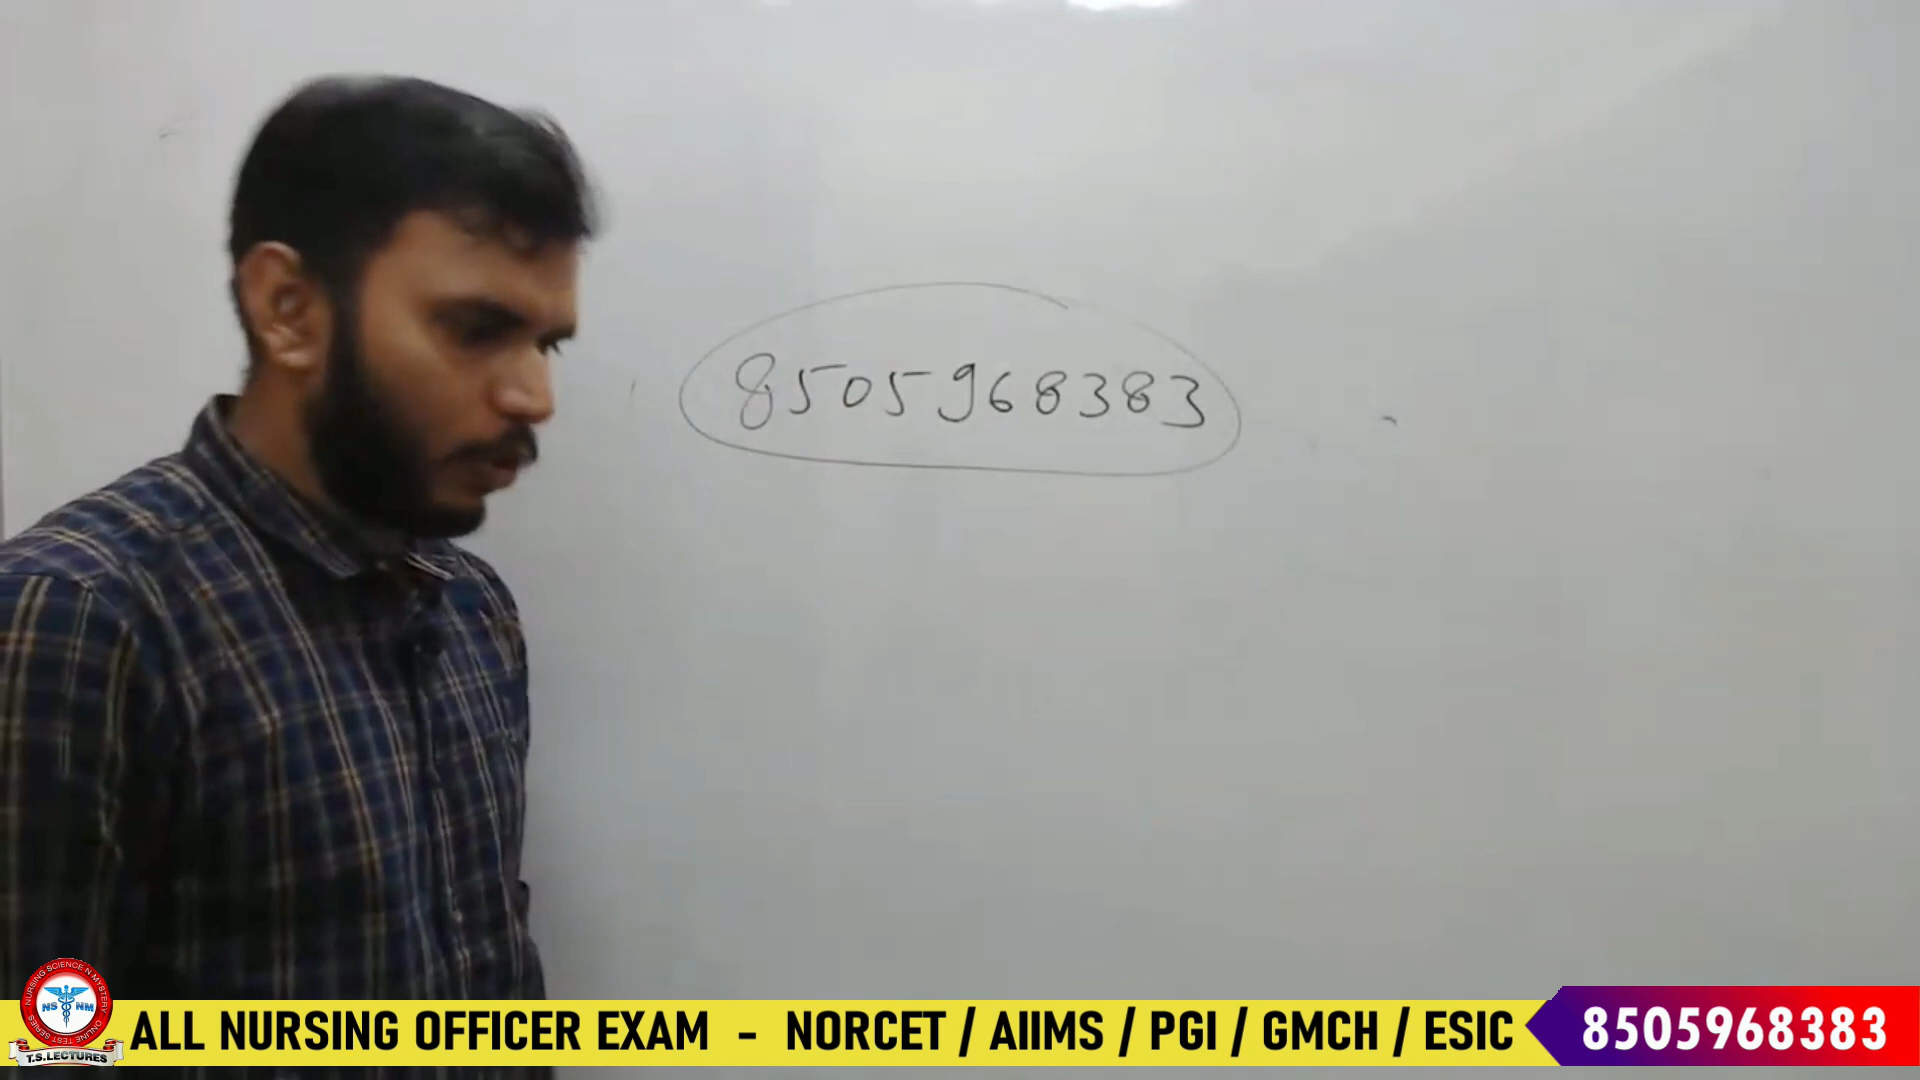 8505968383
NURSING SCIENCE N MYSTERY
ONLINE TEST SERIES
NS NM
T.S.LECTURES
ALL NURSING OFFICER EXAM - NORCET / AIIMS / PGI / GMCH / ESIC
8505968383